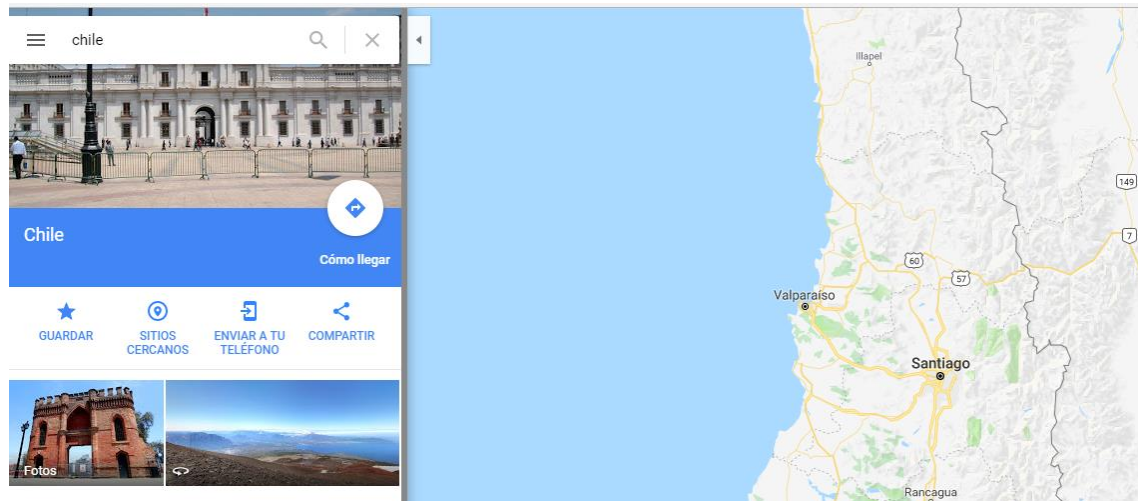 chile
Chile
Cómo llegar
GUARDAR
SITIOS
CERCANOS
ENVIAR A TU
TELÉFONO
COMPARTIR
Fotos
Illapel
149
7
60
57
Valparaíso
Santiago
Rancagua